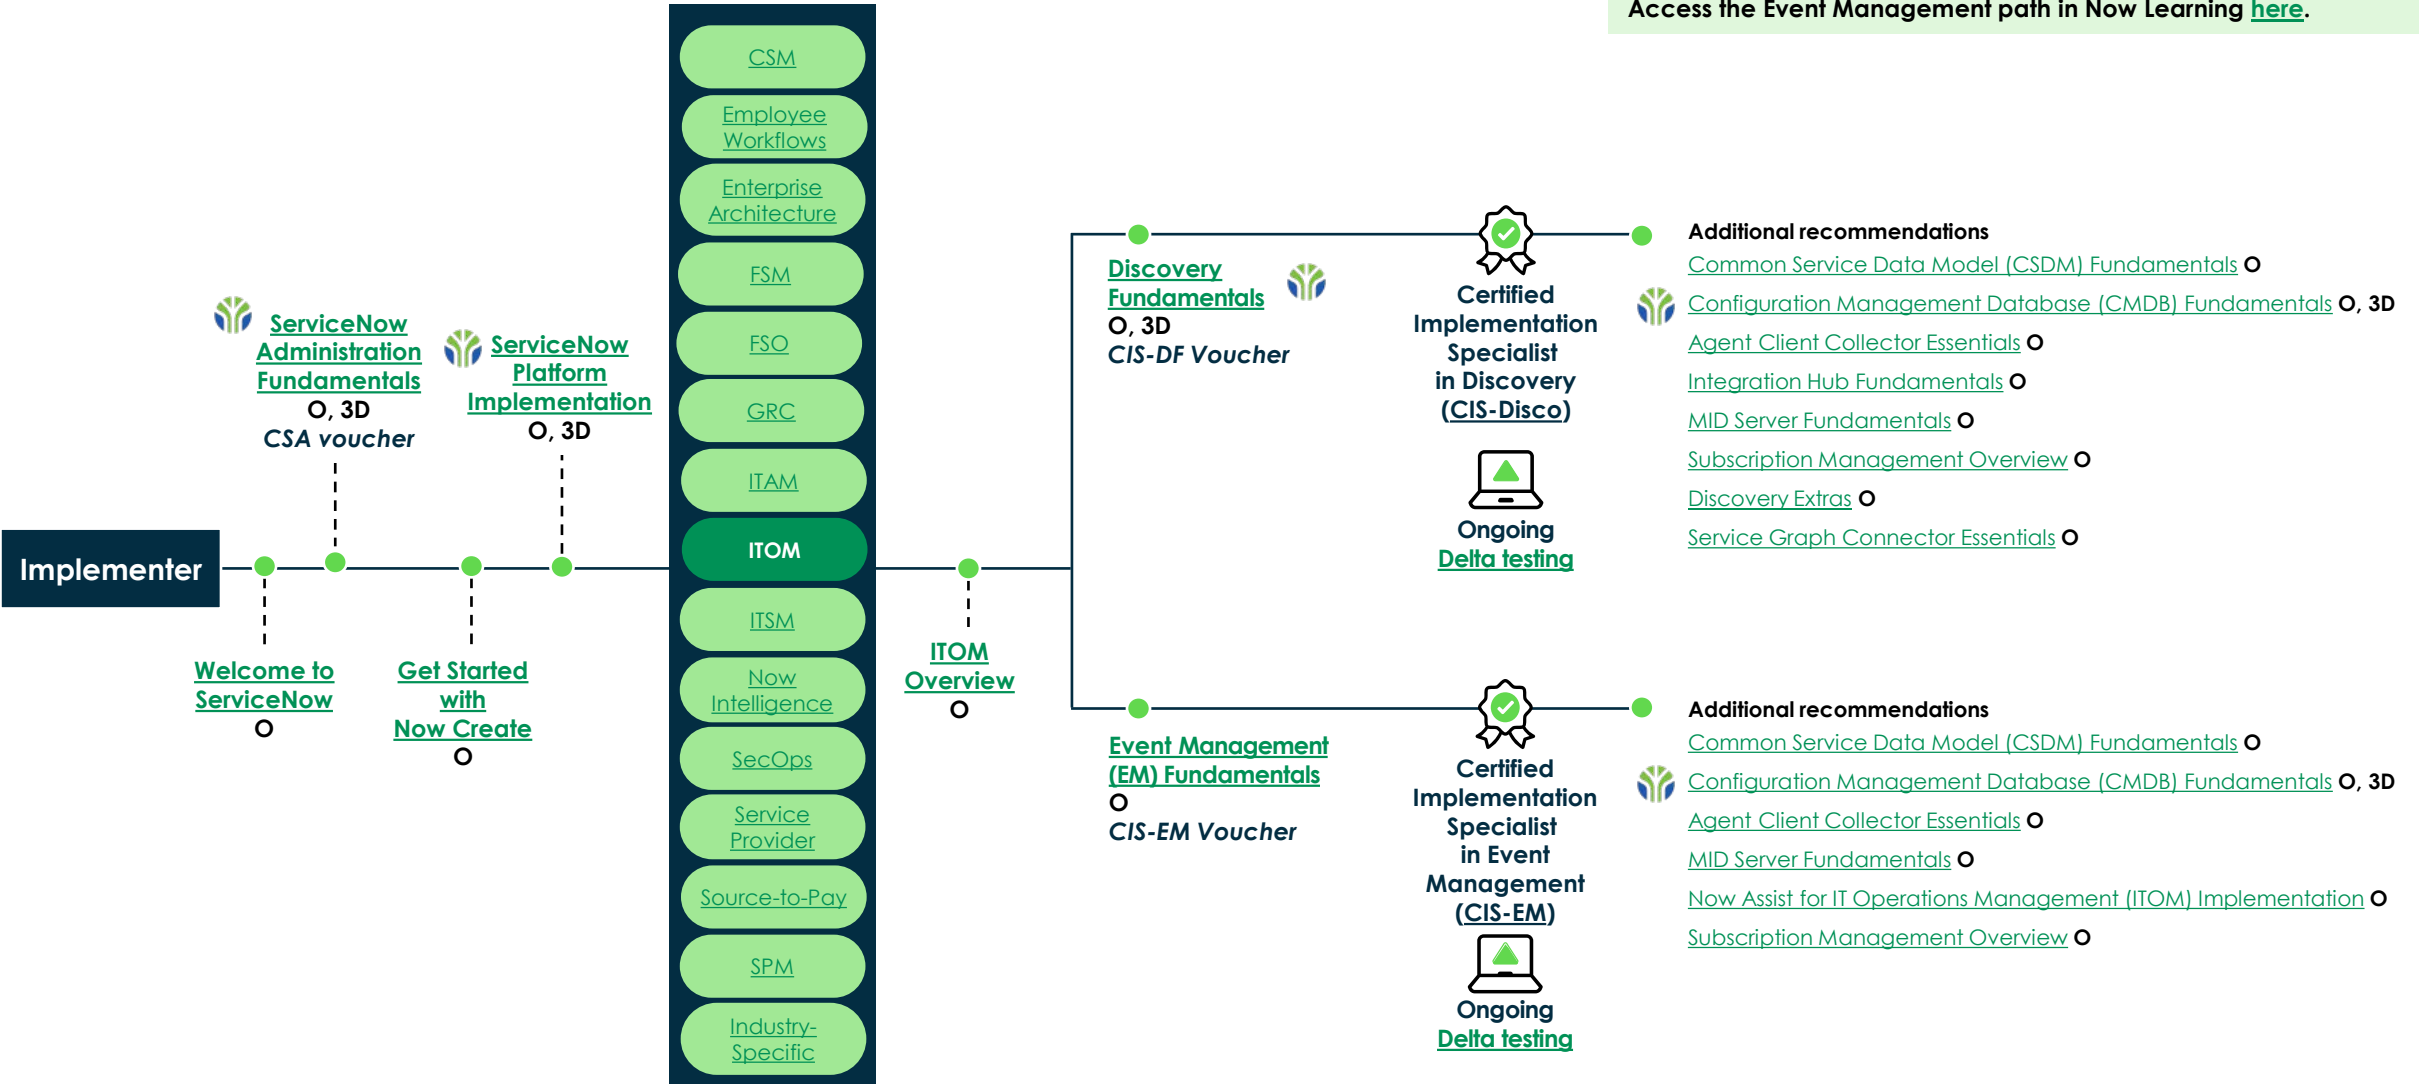 Access the Event Management path in Now Learning here.
Implementer
Welcome to
ServiceNow
O
ServiceNow
Administration
Fundamentals
O, 3D
CSA voucher
Get Started
with
Now Create
O
ServiceNow
Platform
Implementation
O, 3D
CSM
Employee
Workflows
Enterprise
Architecture
FSM
FSO
GRC
ITAM
ITOM
ITSM
Now
Intelligence
SecOps
Service
Provider
Source-to-Pay
SPM
Industry-
Specific
ITOM
Overview
O
Discovery
Fundamentals
O, 3D
CIS-DF Voucher
Certified
Implementation
Specialist
in Discovery
(CIS-Disco)
Ongoing
Delta testing
Additional recommendations
Common Service Data Model (CSDM) Fundamentals O
Configuration Management Database (CMDB) Fundamentals O, 3D
Agent Client Collector Essentials O
Integration Hub Fundamentals O
MID Server Fundamentals O
Subscription Management Overview O
Discovery Extras O
Service Graph Connector Essentials O
Event Management
(EM) Fundamentals
O
CIS-EM Voucher
Certified
Implementation
Specialist
in Event
Management
(CIS-EM)
Ongoing
Delta testing
Additional recommendations
Common Service Data Model (CSDM) Fundamentals O
Configuration Management Database (CMDB) Fundamentals O, 3D
Agent Client Collector Essentials O
MID Server Fundamentals O
Now Assist for IT Operations Management (ITOM) Implementation O
Subscription Management Overview O